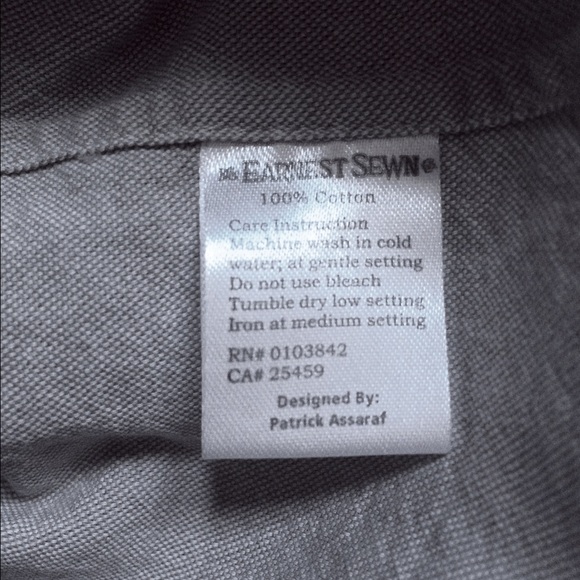 EARNEST SEWN
100% Cotton
Care Instruction
Machine wash in cold
water; at gentle setting
Do not use bleach
Tumble dry low setting
Iron at medium setting
RN# 0103842
CA# 25459
Designed By:
Patrick Assaraf